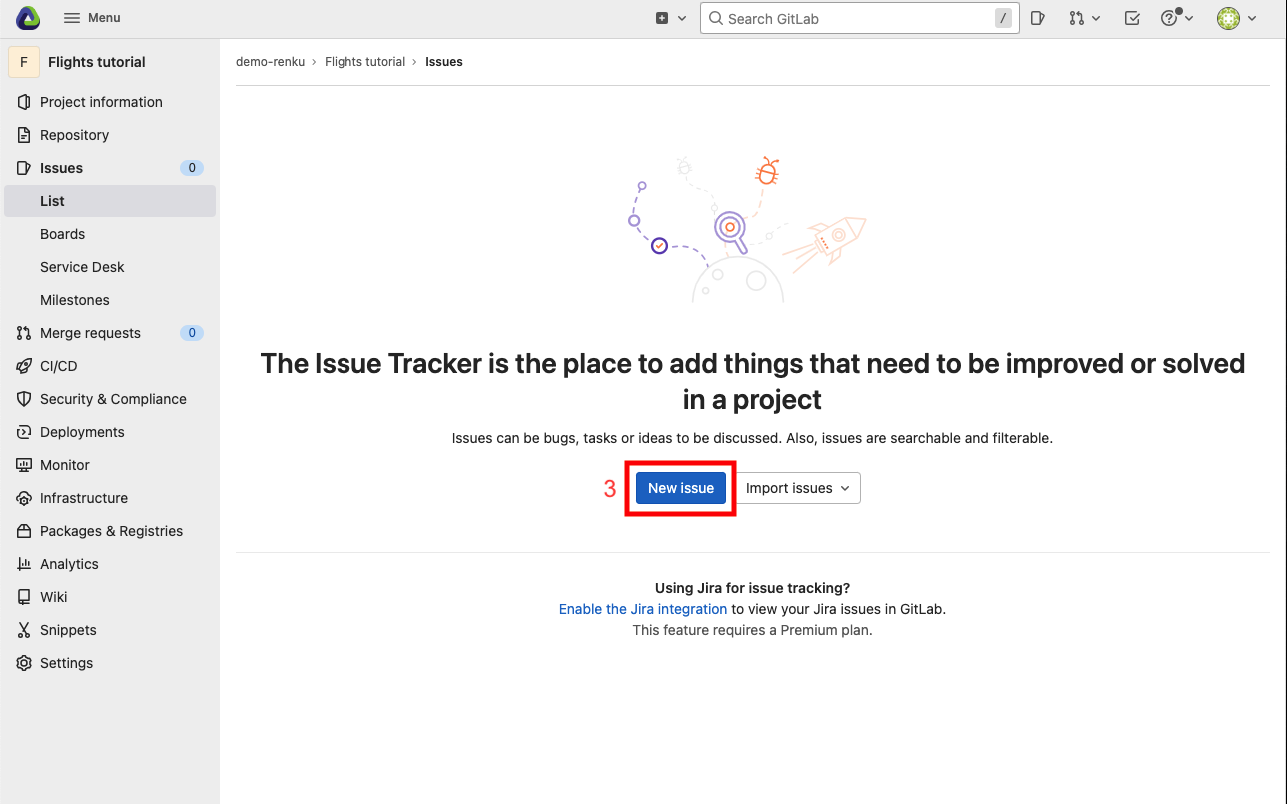 Menu
Search GitLab
/
F Flights tutorial
Project information
Repository
Issues 0
List
Boards
Service Desk
Milestones
Merge requests 0
CI/CD
Security & Compliance
Deployments
Monitor
Infrastructure
Packages & Registries
Analytics
Wiki
Snippets
Settings
demo-renku › Flights tutorial › Issues
The Issue Tracker is the place to add things that need to be improved or solved
in a project
Issues can be bugs, tasks or ideas to be discussed. Also, issues are searchable and filterable.
3 New issue Import issues
Using Jira for issue tracking?
Enable the Jira integration to view your Jira issues in GitLab.
This feature requires a Premium plan.